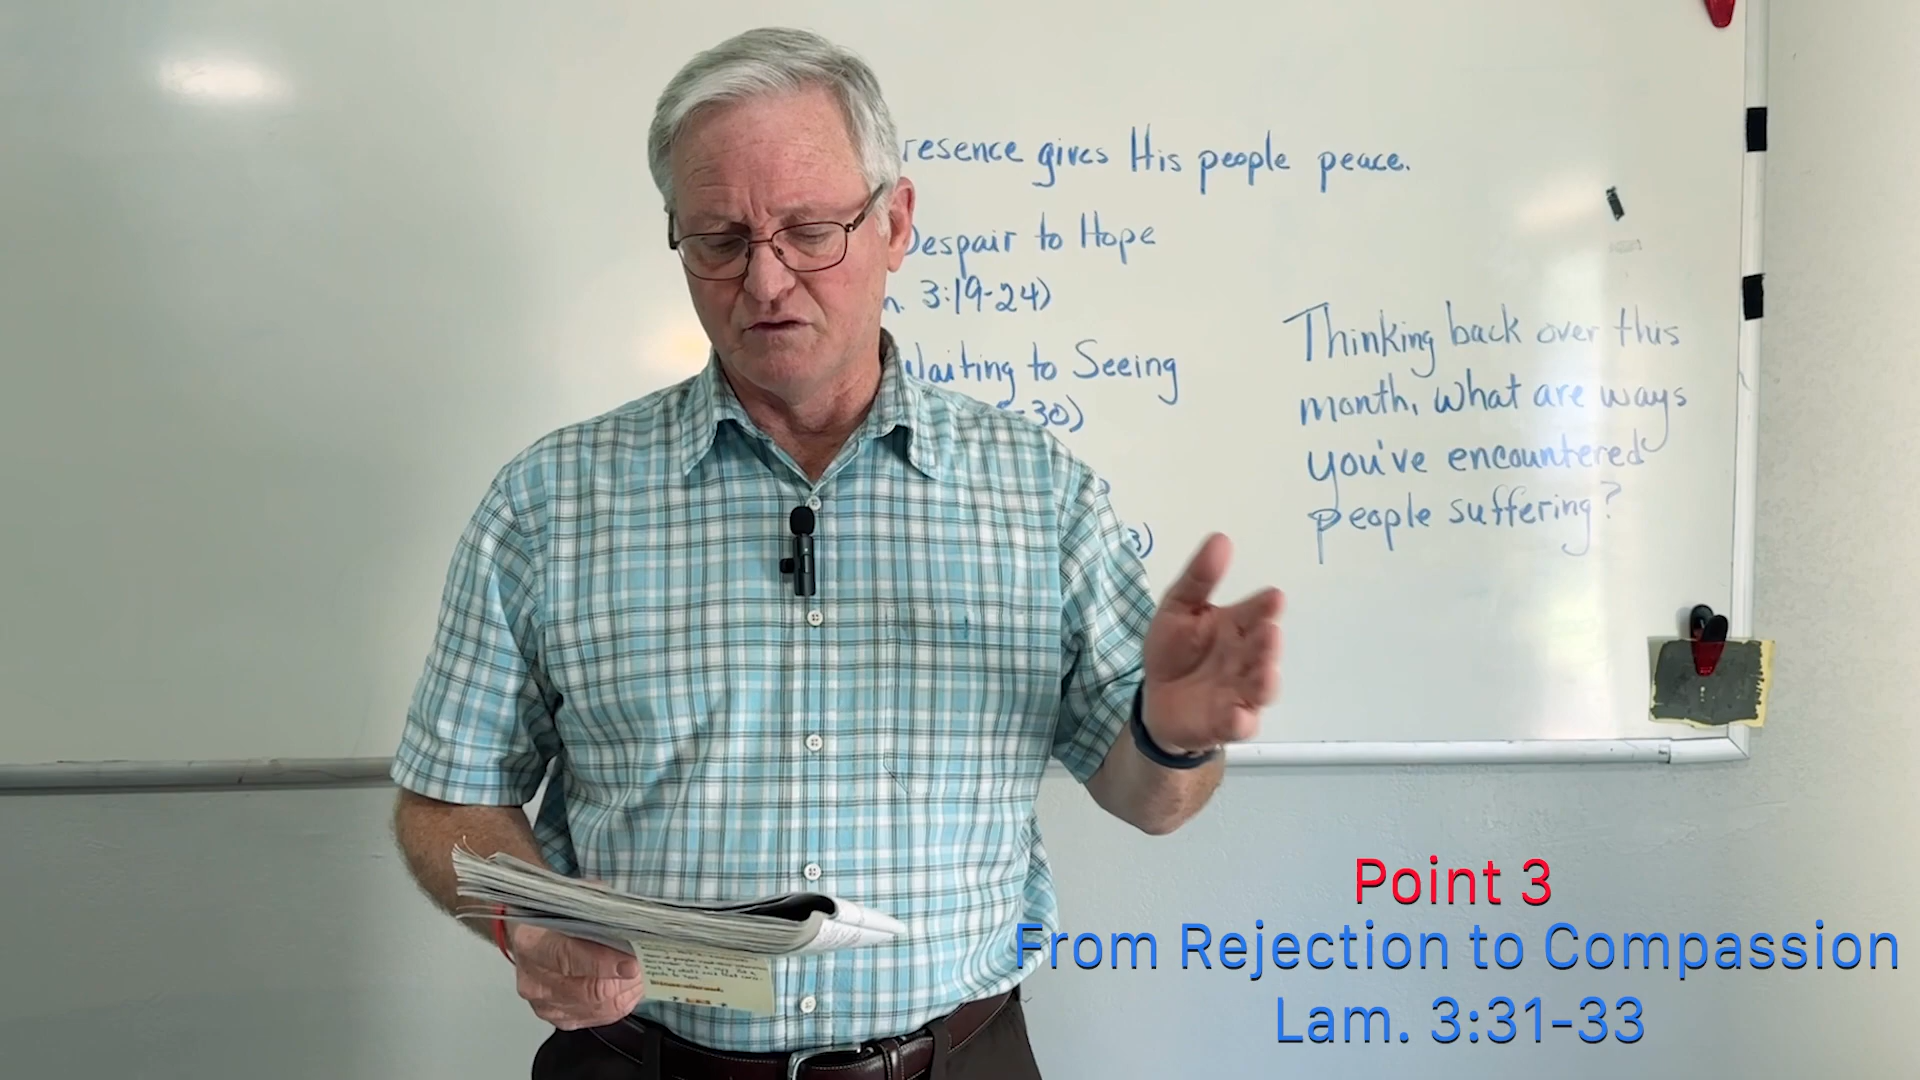 resence gives His people peace.
Despair to Hope
3:19-24)
Waiting to Seeing
-30)
3)
Thinking back over this
month, what are ways
you've encountered
people suffering?
Point 3
From Rejection to Compassion
Lam. 3:31-33